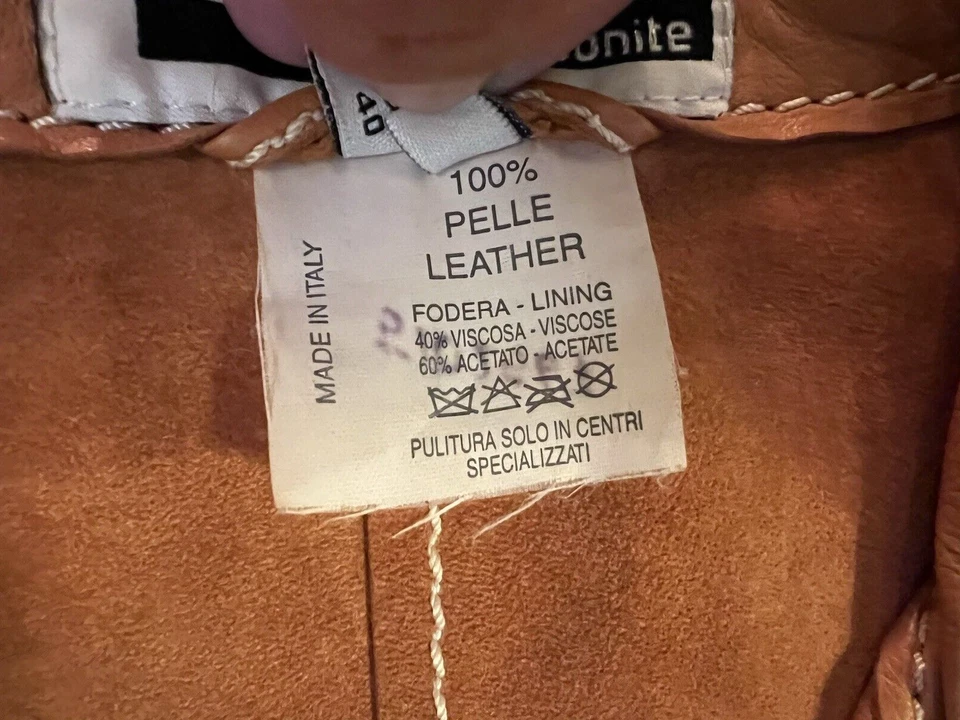 onite
40
100%
PELLE
LEATHER
MADE IN ITALY
FODERA - LINING
40% VISCOSA - VISCOSE
60% ACETATO - ACETATE
PULITURA SOLO IN CENTRI
SPECIALIZZATI